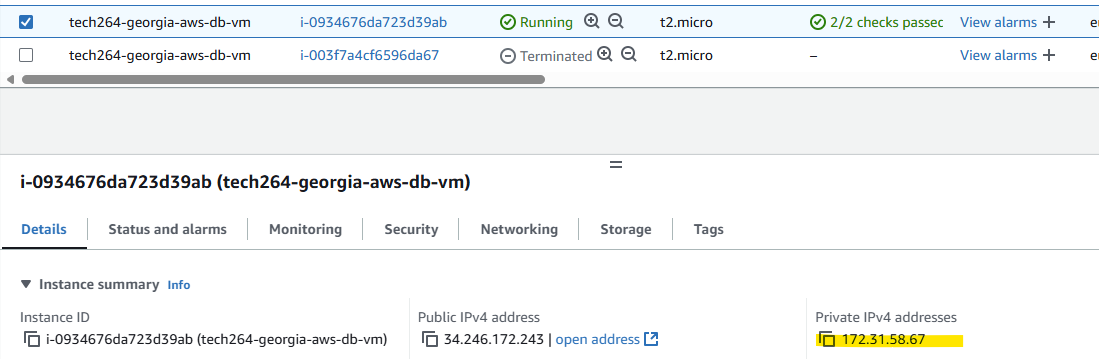 tech264-georgia-aws-db-vm i-0934676da723d39ab Running t2.micro 2/2 checks passec View alarms +
tech264-georgia-aws-db-vm i-003f7a4cf6596da67 Terminated t2.micro – View alarms +
i-0934676da723d39ab (tech264-georgia-aws-db-vm)
Details Status and alarms Monitoring Security Networking Storage Tags
Instance summary Info
Instance ID Public IPv4 address Private IPv4 addresses
i-0934676da723d39ab (tech264-georgia-aws-db-vm) 34.246.172.243 | open address 172.31.58.67